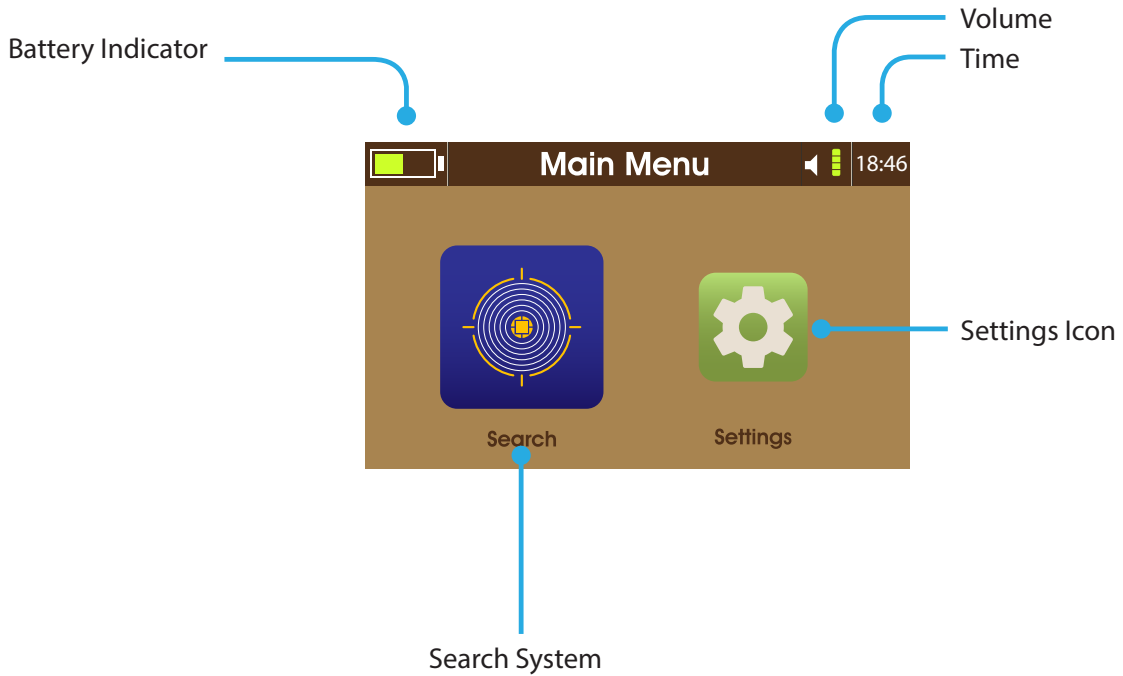 Volume
Battery Indicator
Time
Main Menu
18:46
Settings Icon
Search
Settings
Search System